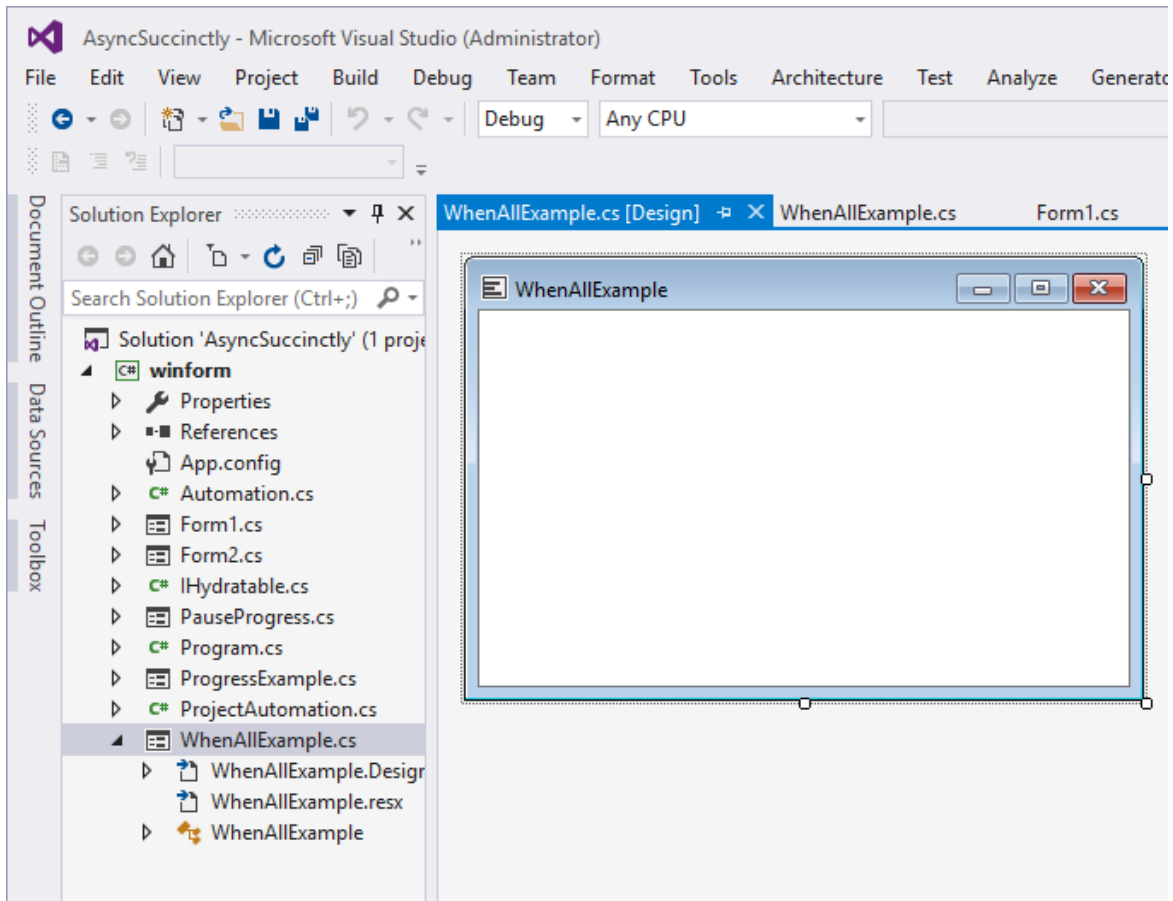 AsyncSuccinctly - Microsoft Visual Studio (Administrator)
File Edit View Project Build Debug Team Format Tools Architecture Test Analyze Generato
Debug Any CPU
Document Outline
Data Sources
Toolbox
Solution Explorer
Search Solution Explorer (Ctrl+;)
Solution 'AsyncSuccinctly' (1 proje
C# winform
Properties
References
App.config
C# Automation.cs
Form1.cs
Form2.cs
C# IHydratable.cs
PauseProgress.cs
C# Program.cs
ProgressExample.cs
C# ProjectAutomation.cs
WhenAllExample.cs
WhenAllExample.Desigr
WhenAllExample.resx
WhenAllExample
WhenAllExample.cs [Design] WhenAllExample.cs Form1.cs
WhenAllExample